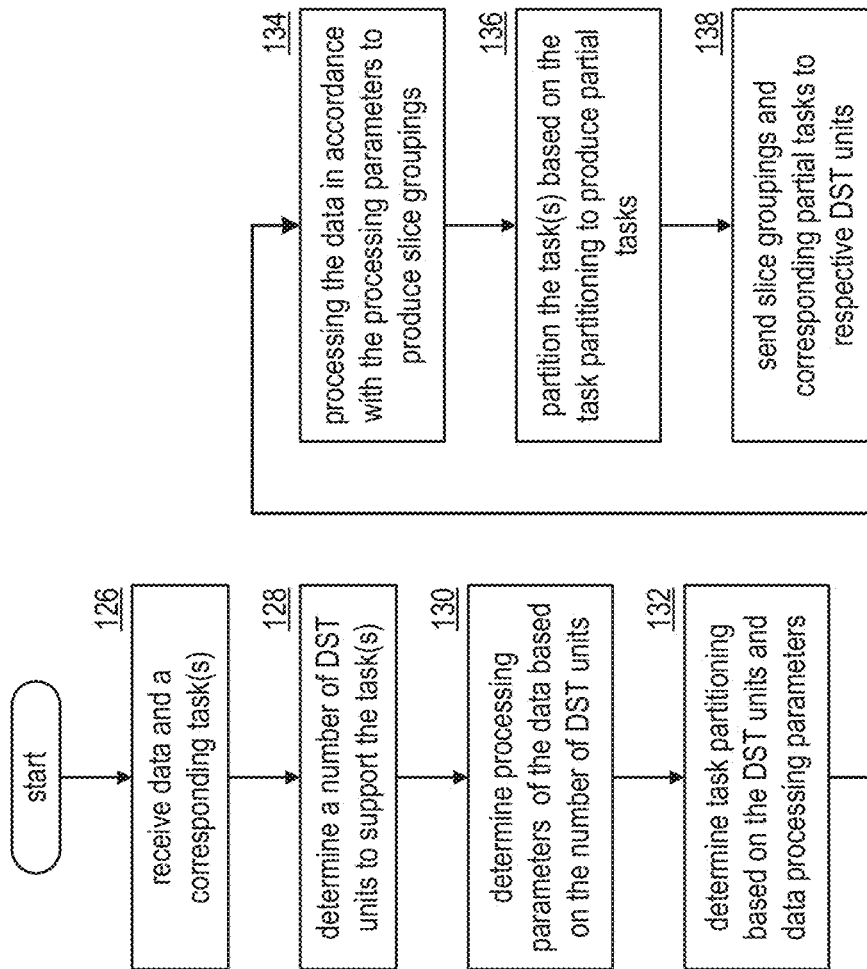 start
126
receive data and a
corresponding task(s)
128
determine a number of DST
units to support the task(s)
130
determine processing
parameters of the data based
on the number of DST units
132
determine task partitioning
based on the DST units and
data processing parameters
134
processing the data in accordance
with the processing parameters to
produce slice groupings
136
partition the task(s) based on the
task partitioning to produce partial
tasks
138
send slice groupings and
corresponding partial tasks to
respective DST units